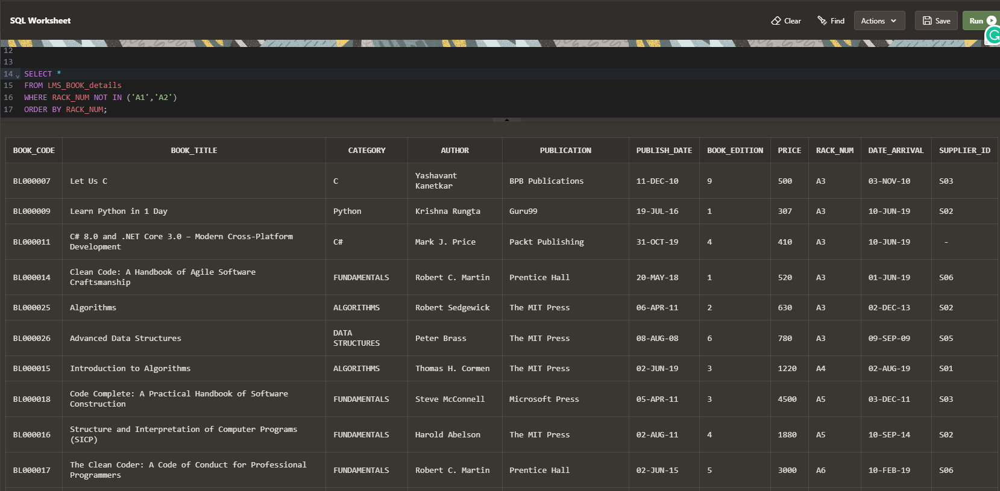 SQL Worksheet
Clear Find Actions Save Run
12
13
14 SELECT *
15 FROM LMS_BOOK_details
16 WHERE RACK_NUM NOT IN ('A1','A2')
17 ORDER BY RACK_NUM;
BOOK_CODE BOOK_TITLE CATEGORY AUTHOR PUBLICATION PUBLISH_DATE BOOK_EDITION PRICE RACK_NUM DATE_ARRIVAL SUPPLIER_ID
BL000007 Let Us C C Yashavant
Kanetkar BPB Publications 11-DEC-10 9 500 A3 03-NOV-10 S03
BL000009 Learn Python in 1 Day Python Krishna Rungta Guru99 19-JUL-16 1 307 A3 10-JUN-19 S02
BL000011 C# 8.0 and .NET Core 3.0 – Modern Cross-Platform
Development C# Mark J. Price Packt Publishing 31-OCT-19 4 410 A3 10-JUN-19 -
BL000014 Clean Code: A Handbook of Agile Software
Craftsmanship FUNDAMENTALS Robert C. Martin Prentice Hall 20-MAY-18 1 520 A3 01-JUN-19 S06
BL000025 Algorithms ALGORITHMS Robert Sedgewick The MIT Press 06-APR-11 2 630 A3 02-DEC-13 S02
BL000026 Advanced Data Structures DATA
STRUCTURES Peter Brass The MIT Press 08-AUG-08 6 780 A3 09-SEP-09 S05
BL000015 Introduction to Algorithms ALGORITHMS Thomas H. Cormen The MIT Press 02-JUN-19 3 1220 A4 02-AUG-19 S01
BL000018 Code Complete: A Practical Handbook of Software
Construction FUNDAMENTALS Steve McConnell Microsoft Press 05-APR-11 3 4500 A5 03-DEC-11 S03
BL000016 Structure and Interpretation of Computer Programs
(SICP) FUNDAMENTALS Harold Abelson The MIT Press 02-AUG-11 4 1880 A5 10-SEP-14 S02
BL000017 The Clean Coder: A Code of Conduct for Professional
Programmers FUNDAMENTALS Robert C. Martin Prentice Hall 02-JUN-15 5 3000 A6 10-FEB-19 S06